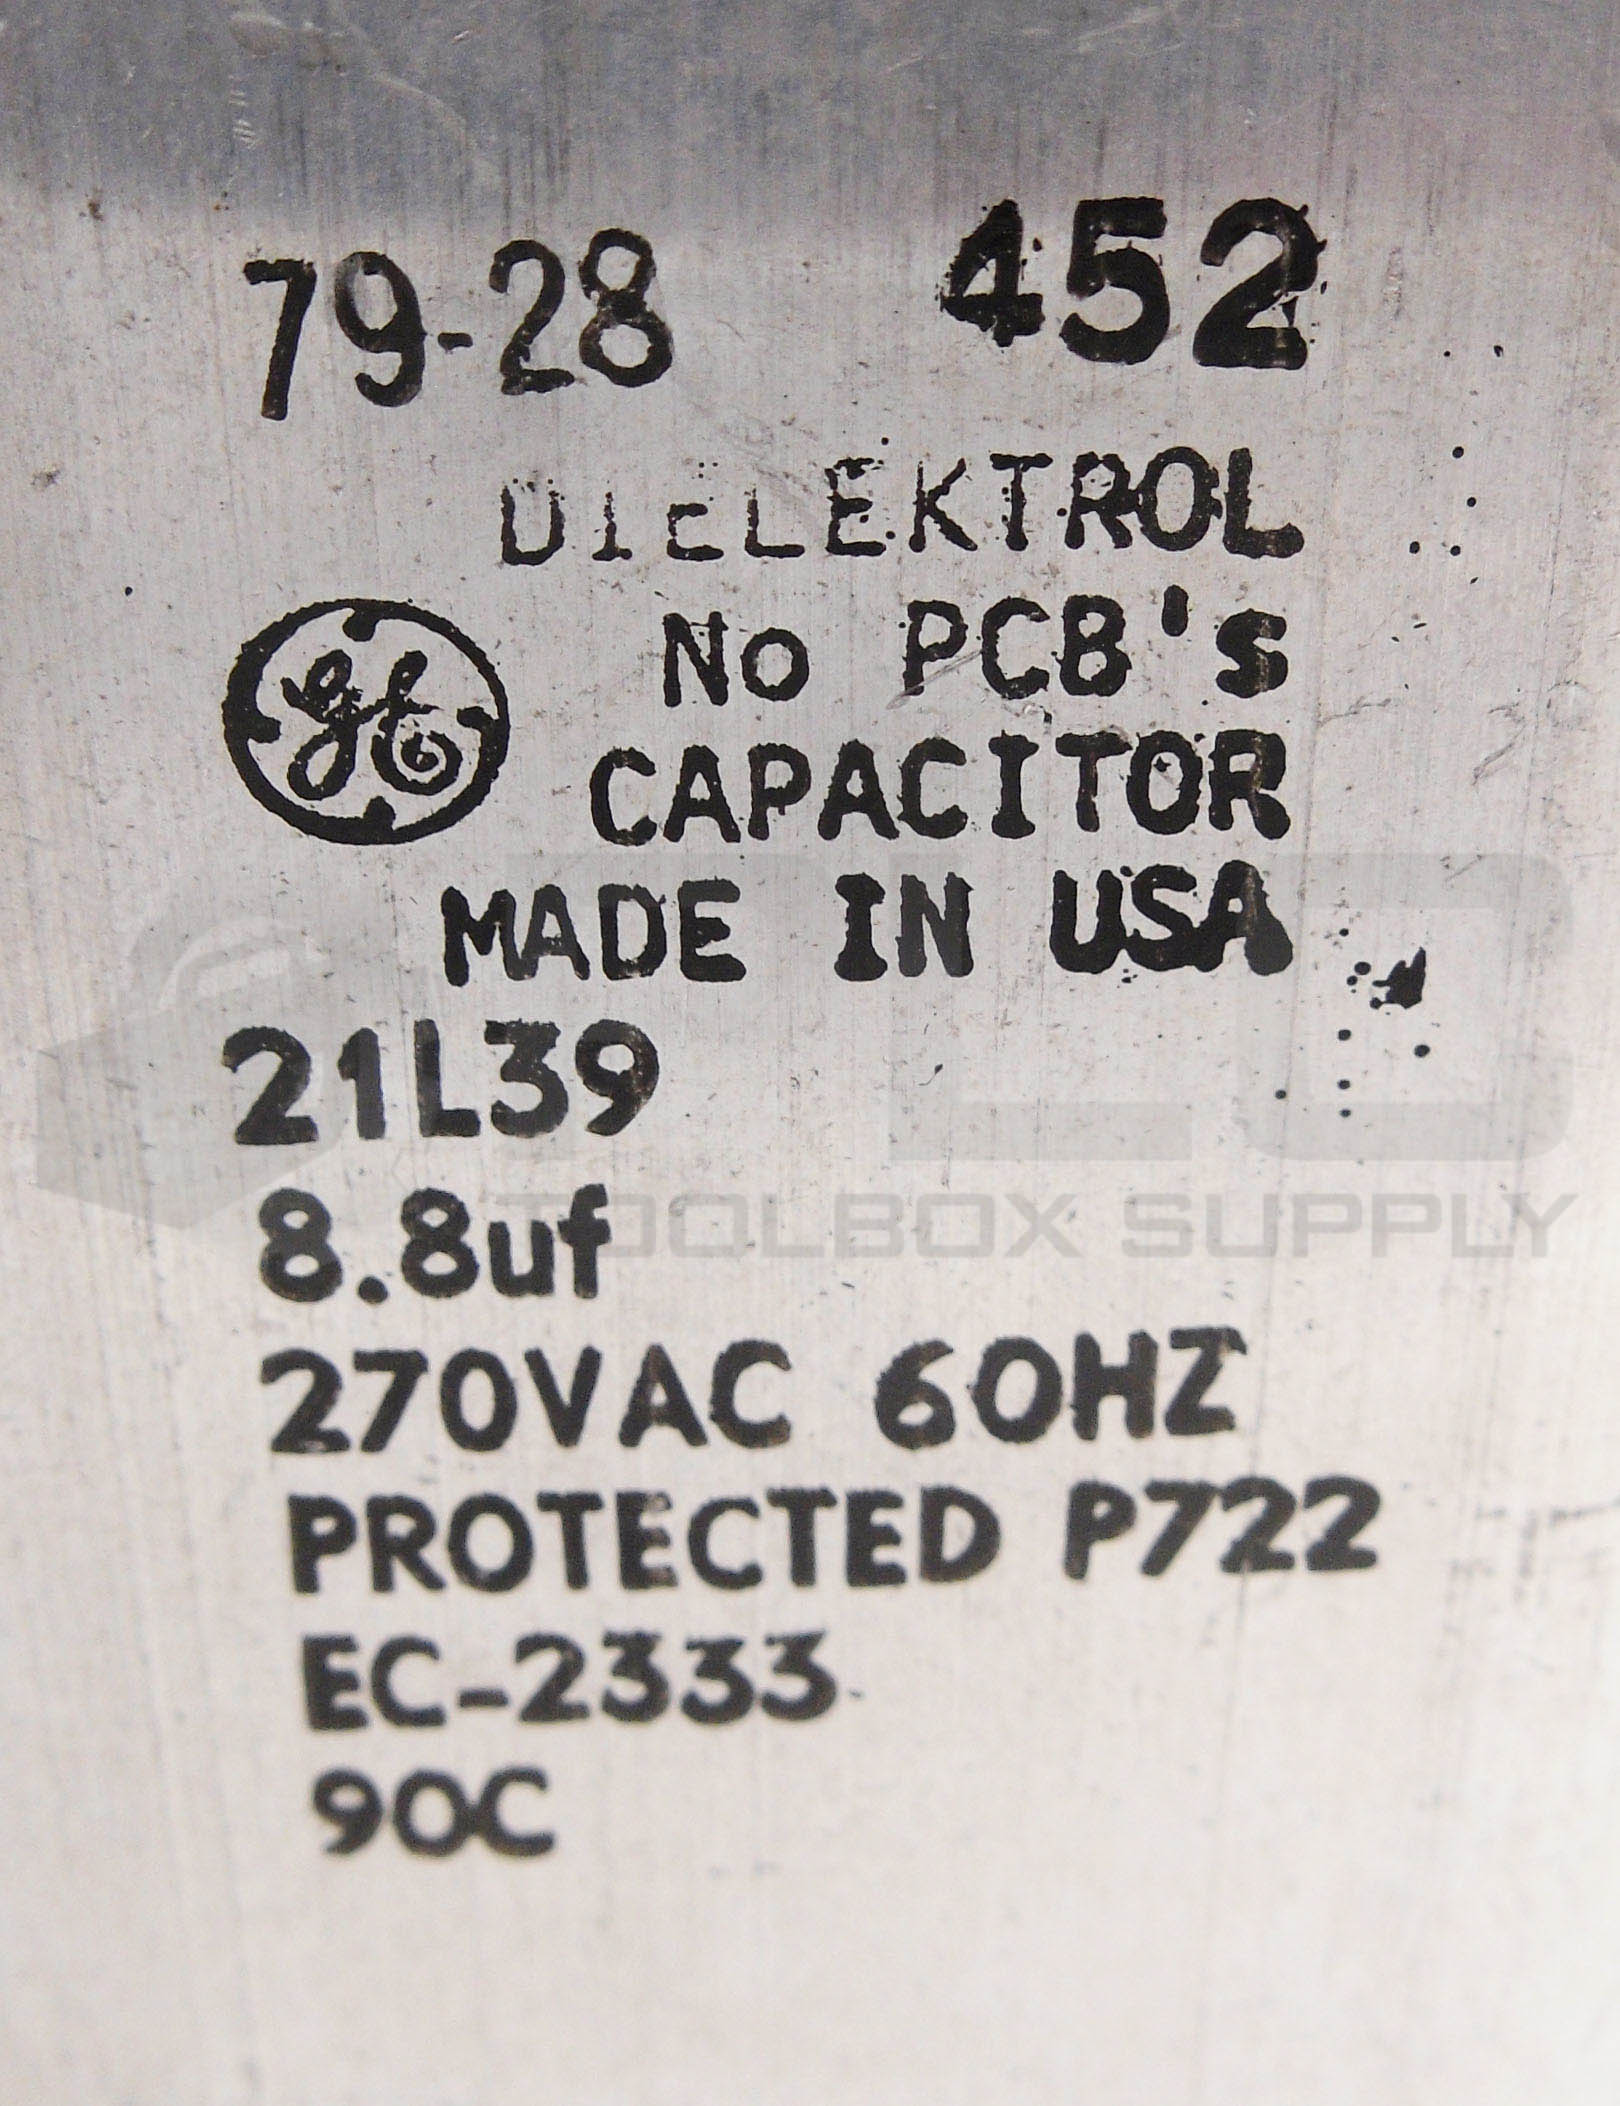 79-28 452
DIELEKTROL
No PCB's
GE
CAPACITOR
MADE IN USA
21L39
8.8uf
TOOLBOX SUPPLY
270VAC 60HZ
PROTECTED P722
EC-2333
90C